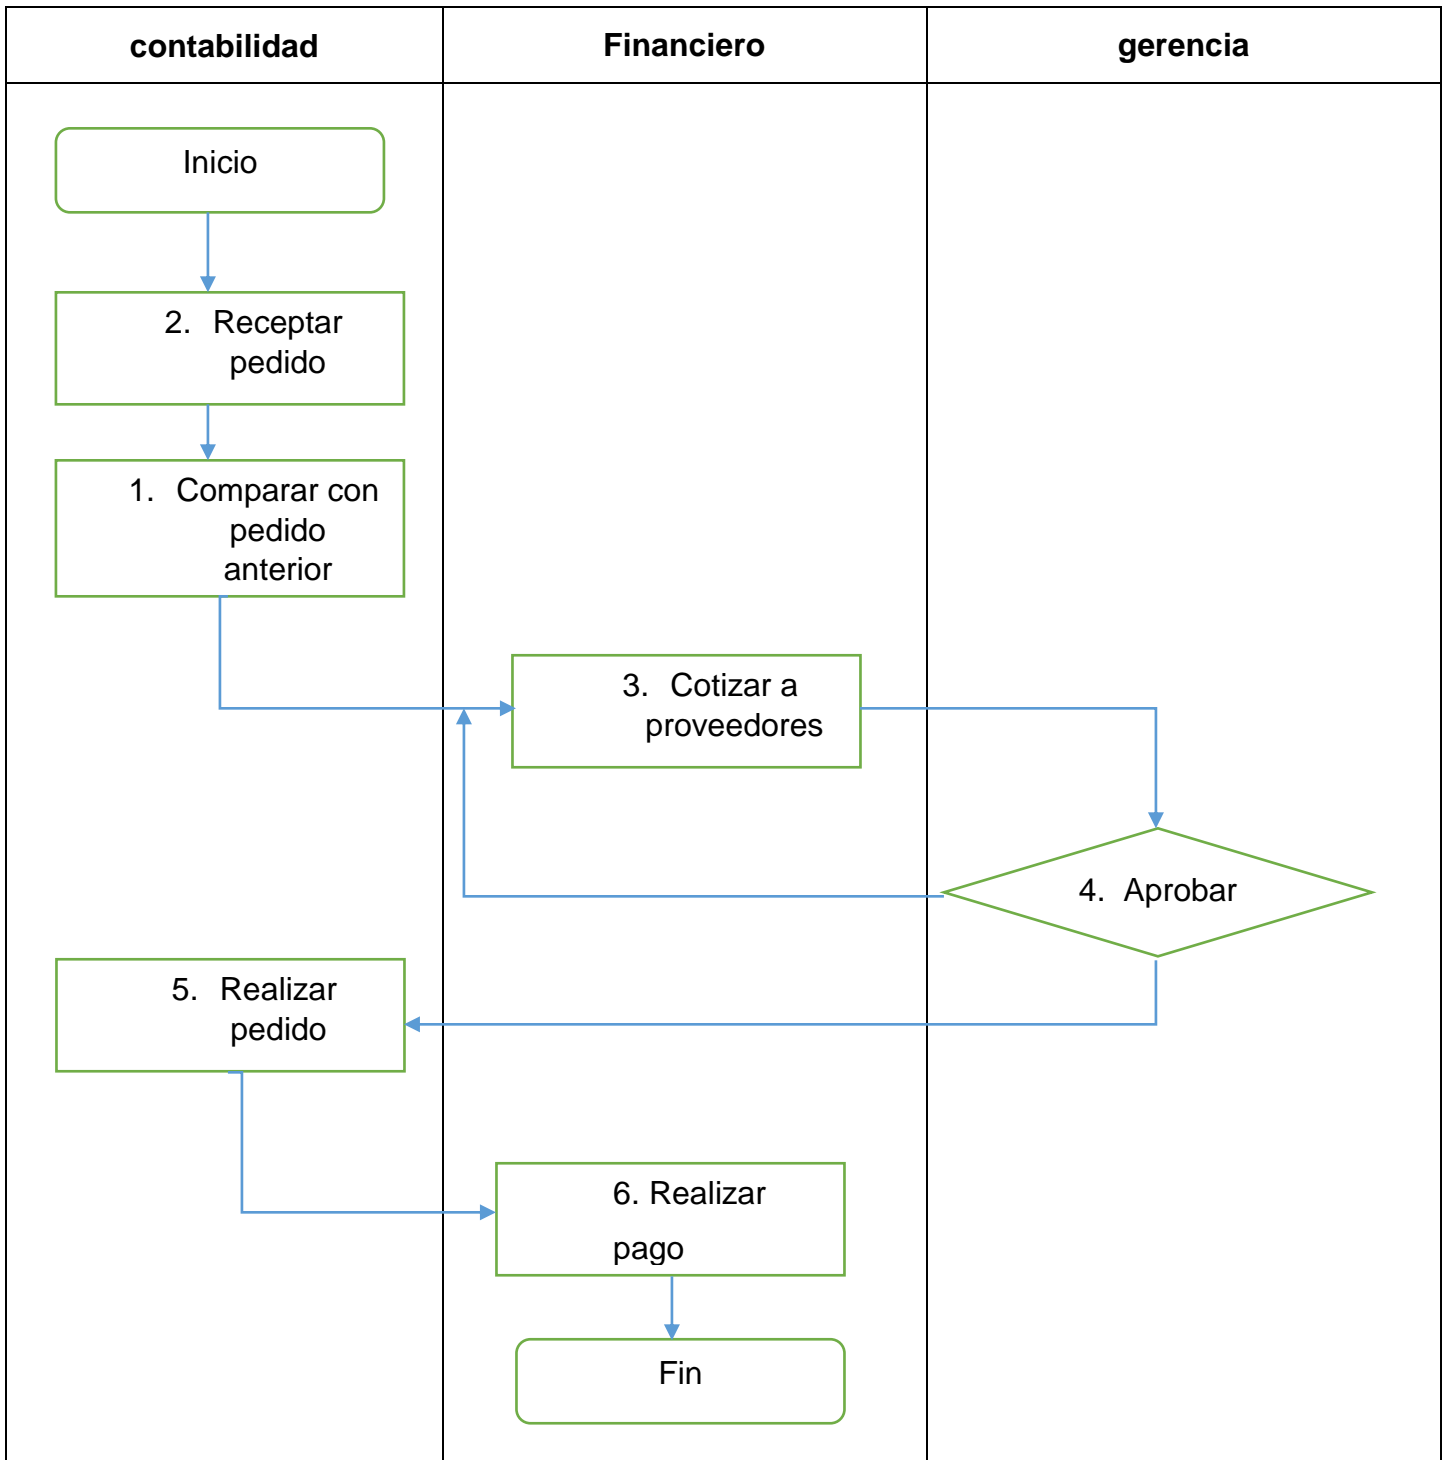 contabilidad
Financiero
gerencia
Inicio
2. Receptar
pedido
1. Comparar con
pedido
anterior
3. Cotizar a
proveedores
4. Aprobar
5. Realizar
pedido
6. Realizar
pago
Fin